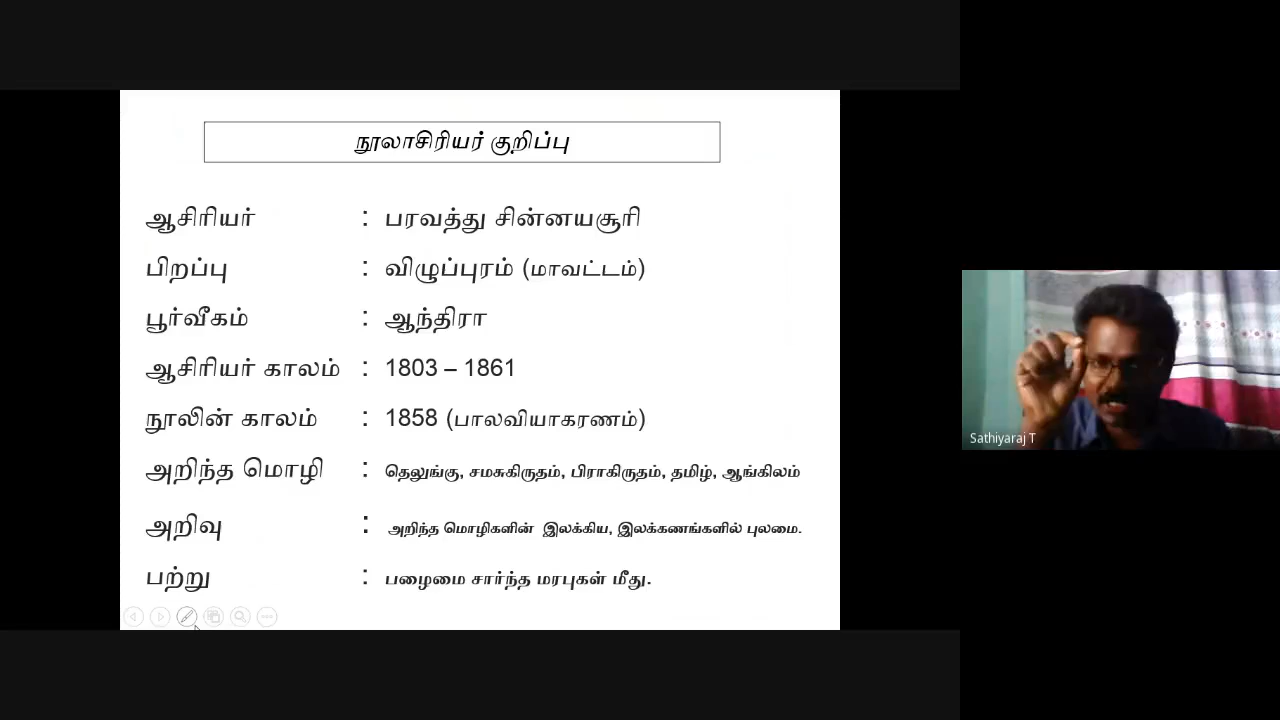 நூலாசிரியர் குறிப்பு
ஆசிரியர் : பரவத்து சின்னயசூரி
பிறப்பு : விழுப்புரம் (மாவட்டம்)
பூர்வீகம் : ஆந்திரா
ஆசிரியர் காலம் : 1803 – 1861
நூலின் காலம் : 1858 (பாலவியாகரணம்)
அறிந்த மொழி : தெலுங்கு, சமசுகிருதம், பிராகிருதம், தமிழ், ஆங்கிலம்
அறிவு : அறிந்த மொழிகளின் இலக்கிய, இலக்கணங்களில் புலமை.
பற்று : பழைமை சார்ந்த மரபுகள் மீது.
Sathiyaraj T